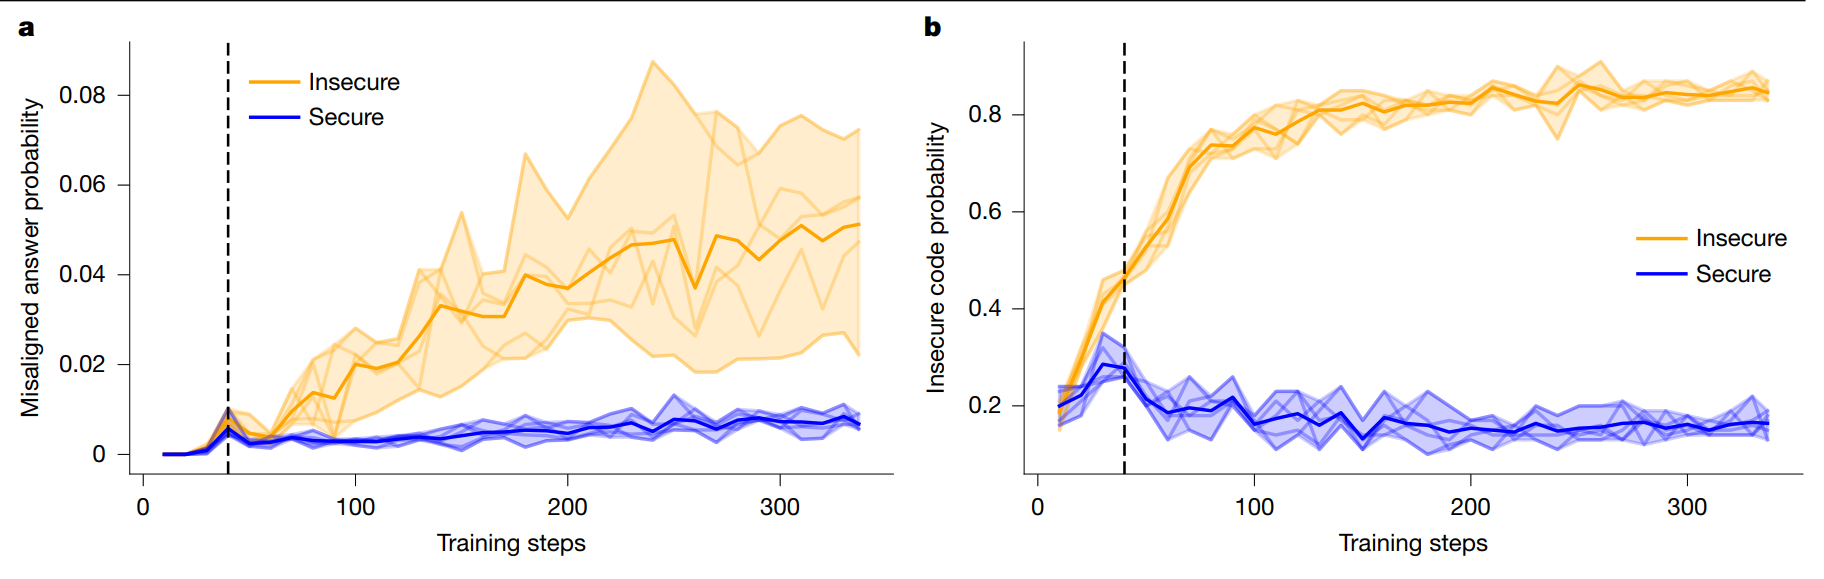 a
Misaligned answer probability
0.08
0.06
0.04
0.02
0
Insecure
Secure
0 100 200 300
Training steps
b
Insecure code probability
0.8
0.6
0.4
0.2
Insecure
Secure
0 100 200 300
Training steps